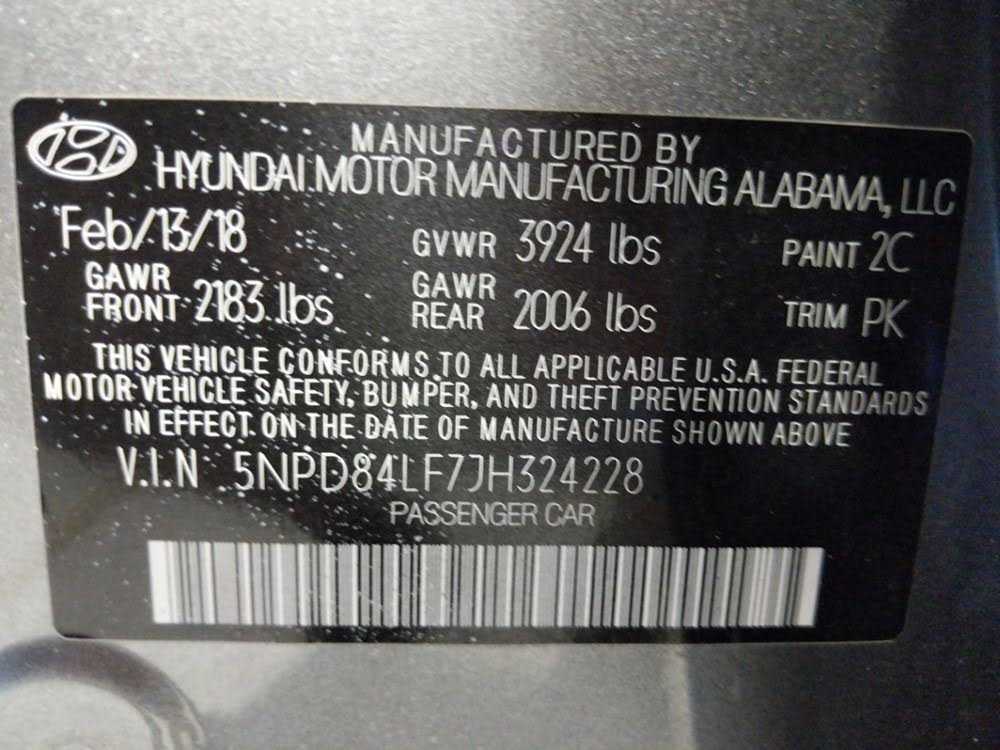 MANUFACTURED BY
HYUNDAI MOTOR MANUFACTURING ALABAMA, LLC
Feb/13/18 GVWR 3924 lbs PAINT 2C
GAWR FRONT 2183 lbs GAWR REAR 2006 lbs TRIM PK
THIS VEHICLE CONFORMS TO ALL APPLICABLE U.S.A. FEDERAL
MOTOR VEHICLE SAFETY, BUMPER, AND THEFT PREVENTION STANDARDS
IN EFFECT ON THE DATE OF MANUFACTURE SHOWN ABOVE
V.I.N 5NPD84LF7JH324228
PASSENGER CAR